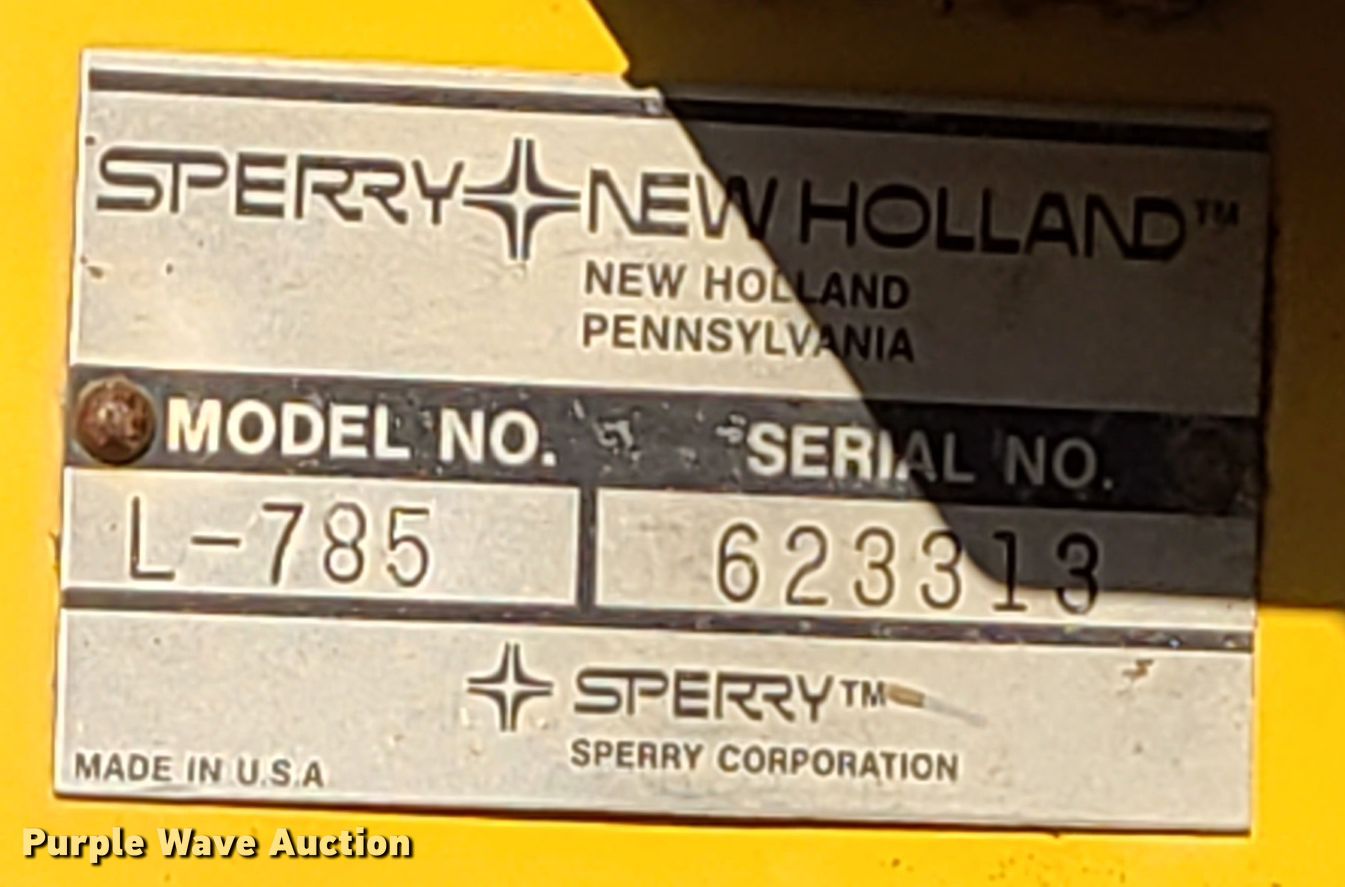 SPERRY NEW HOLLAND™
NEW HOLLAND
PENNSYLVANIA
MODEL NO. SERIAL NO.
L-785 623313
SPERRY™
SPERRY CORPORATION
MADE IN U.S.A
Purple Wave Auction